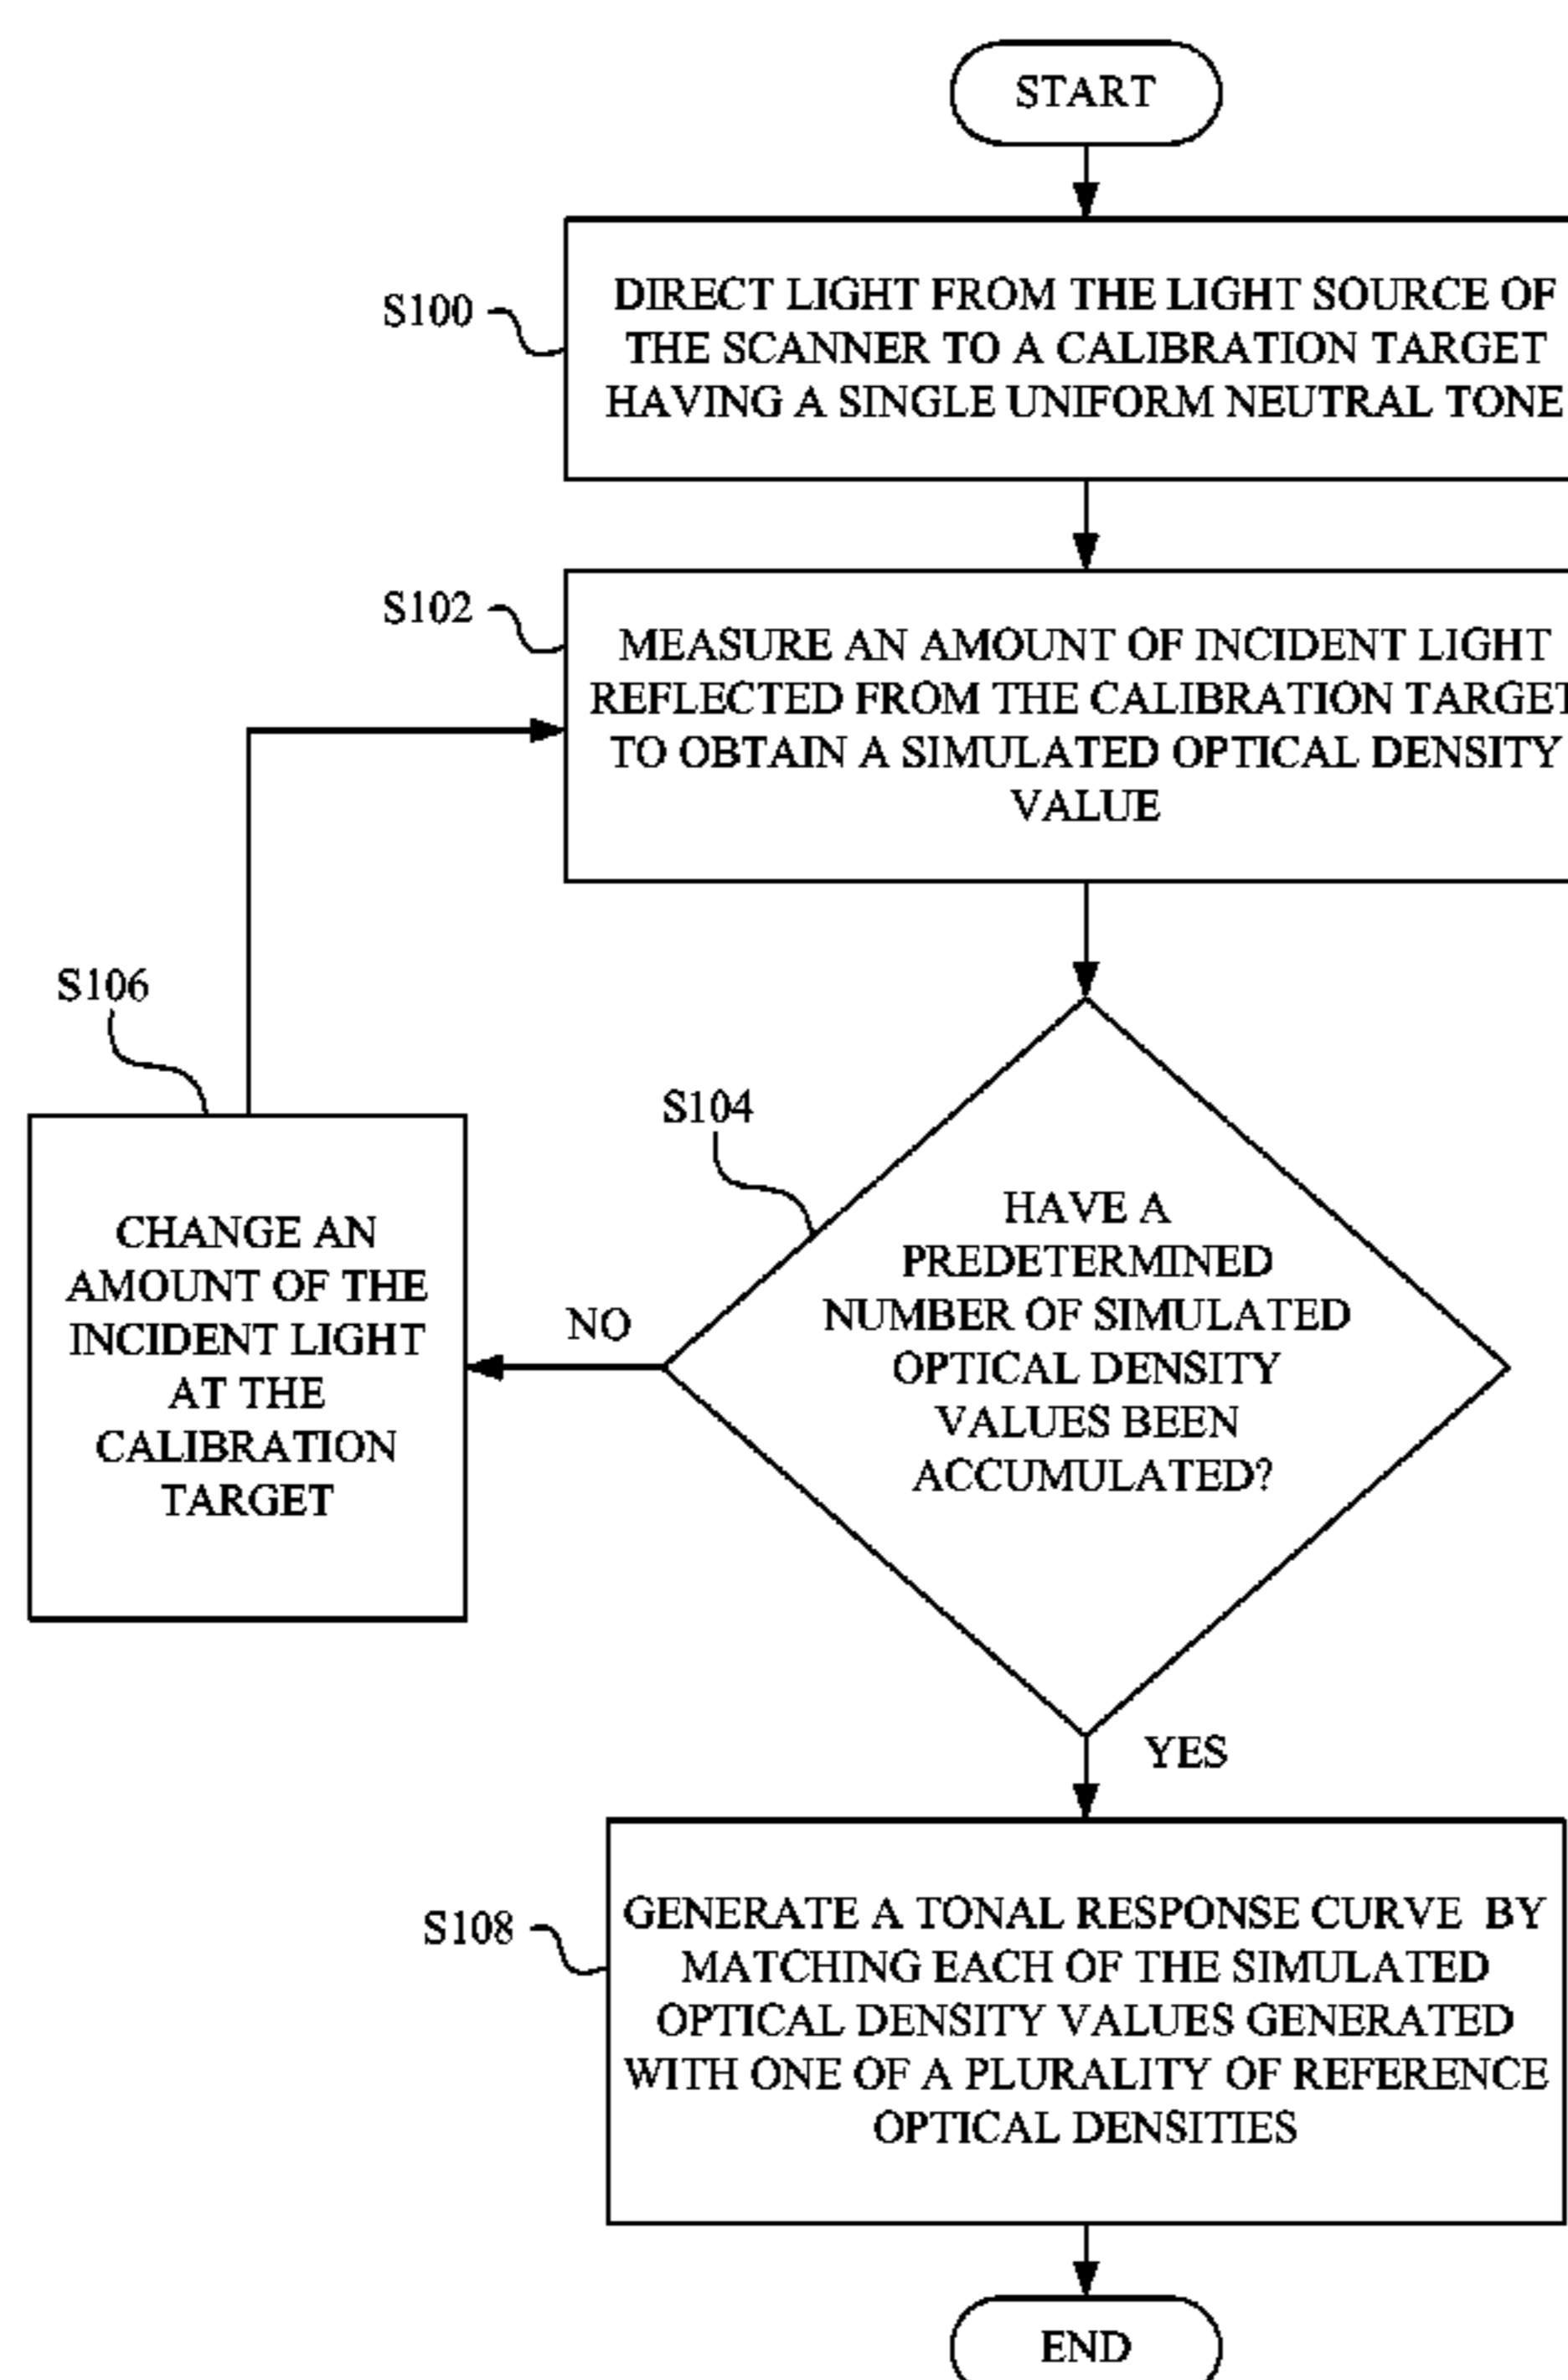 START
S100
DIRECT LIGHT FROM THE LIGHT SOURCE OF
THE SCANNER TO A CALIBRATION TARGET
HAVING A SINGLE UNIFORM NEUTRAL TONE
S102
MEASURE AN AMOUNT OF INCIDENT LIGHT
REFLECTED FROM THE CALIBRATION TARGET
TO OBTAIN A SIMULATED OPTICAL DENSITY
VALUE
S106
CHANGE AN
AMOUNT OF THE
INCIDENT LIGHT
AT THE
CALIBRATION
TARGET
S104
HAVE A
PREDETERMINED
NUMBER OF SIMULATED
OPTICAL DENSITY
VALUES BEEN
ACCUMULATED?
NO
YES
S108
GENERATE A TONAL RESPONSE CURVE BY
MATCHING EACH OF THE SIMULATED
OPTICAL DENSITY VALUES GENERATED
WITH ONE OF A PLURALITY OF REFERENCE
OPTICAL DENSITIES
END